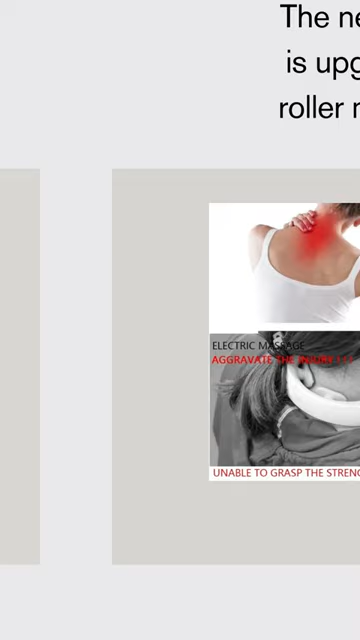 The ne
is upg
roller
ELECTRIC MASSAGE
AGGRAVATE THE INJURY ! ! !
UNABLE TO GRASP THE STRENG